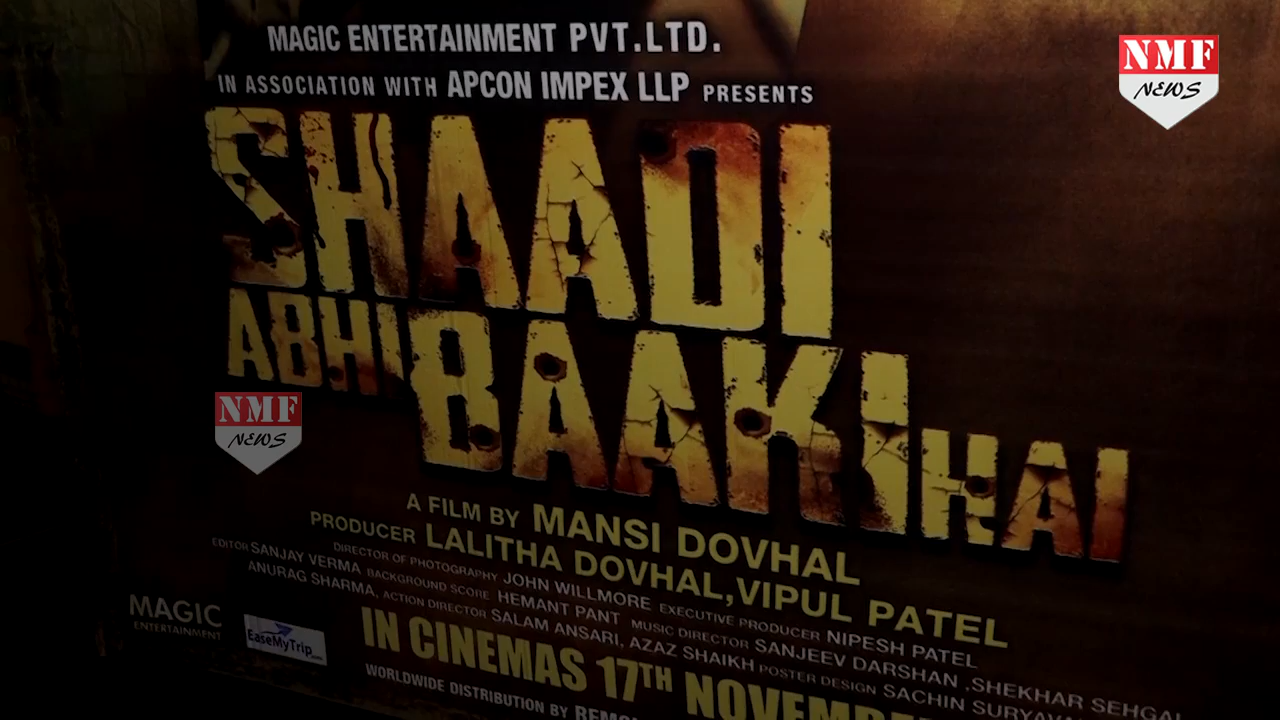 MAGIC ENTERTAINMENT PVT.LTD.
NMF
NEWS
IN ASSOCIATION WITH APCON IMPEX LLP PRESENTS
SHAADI
ABHI BAAKI HAI
NMF
NEWS
A FILM BY MANSI DOVHAL
PRODUCER LALITHA DOVHAL,VIPUL PATEL
EDITOR SANJAY VERMA DIRECTOR OF PHOTOGRAPHY JOHN WILLMORE EXECUTIVE PRODUCER NIPESH PATEL
ANURAG SHARMA, BACKGROUND SCORE HEMANT PANT MUSIC DIRECTOR SANJEEV DARSHAN ,SHEKHAR SEHGAL
ACTION DIRECTOR SALAM ANSARI, AZAZ SHAIKH POSTER DESIGN SACHIN
MAGIC
ENTERTAINMENT
EaseMyTrip.com
IN CINEMAS 17TH
WORLDWIDE DISTRIBUTION BY